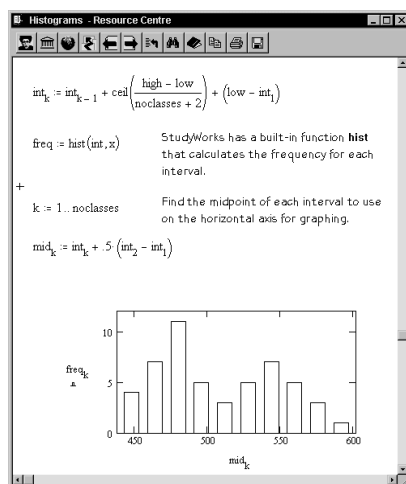 Histograms - Resource Centre
int_k := int_{k-1} + ceil((high - low)/(noclasses + 2)) + (low - int_1)
freq := hist(int, x)
StudyWorks has a built-in function hist
that calculates the frequency for each
interval.
k := 1 .. noclasses
Find the midpoint of each interval to use
on the horizontal axis for graphing.
mid_k := int_k + .5·(int_2 - int_1)
10
freq_k
5
0
450 500 550 600
mid_k